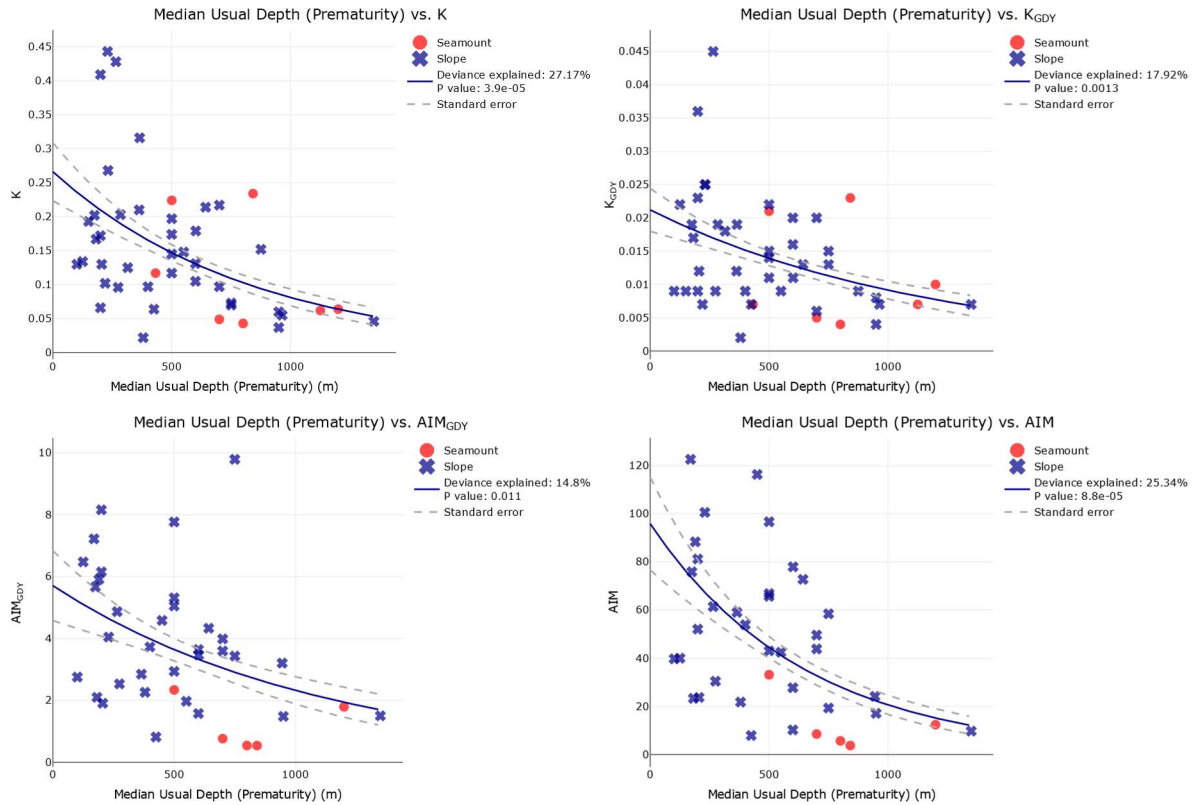 Median Usual Depth (Prematurity) vs. K
Seamount
Slope
Deviance explained: 27.17%
P value: 3.9e-05
Standard error
0.45
0.4
0.35
0.3
0.25
0.2
0.15
0.1
0.05
0
K
0
500
1000
Median Usual Depth (Prematurity) (m)
Median Usual Depth (Prematurity) vs. KGDY
Seamount
Slope
Deviance explained: 17.92%
P value: 0.0013
Standard error
0.045
0.04
0.035
0.03
0.025
0.02
0.015
0.01
0.005
0
KGDY
0
500
1000
Median Usual Depth (Prematurity) (m)
Median Usual Depth (Prematurity) vs. AIMGDY
Seamount
Slope
Deviance explained: 14.8%
P value: 0.011
Standard error
10
8
6
4
2
0
AIMGDY
0
500
1000
Median Usual Depth (Prematurity) (m)
Median Usual Depth (Prematurity) vs. AIM
Seamount
Slope
Deviance explained: 25.34%
P value: 8.8e-05
Standard error
120
100
80
60
40
20
0
AIM
0
500
1000
Median Usual Depth (Prematurity) (m)